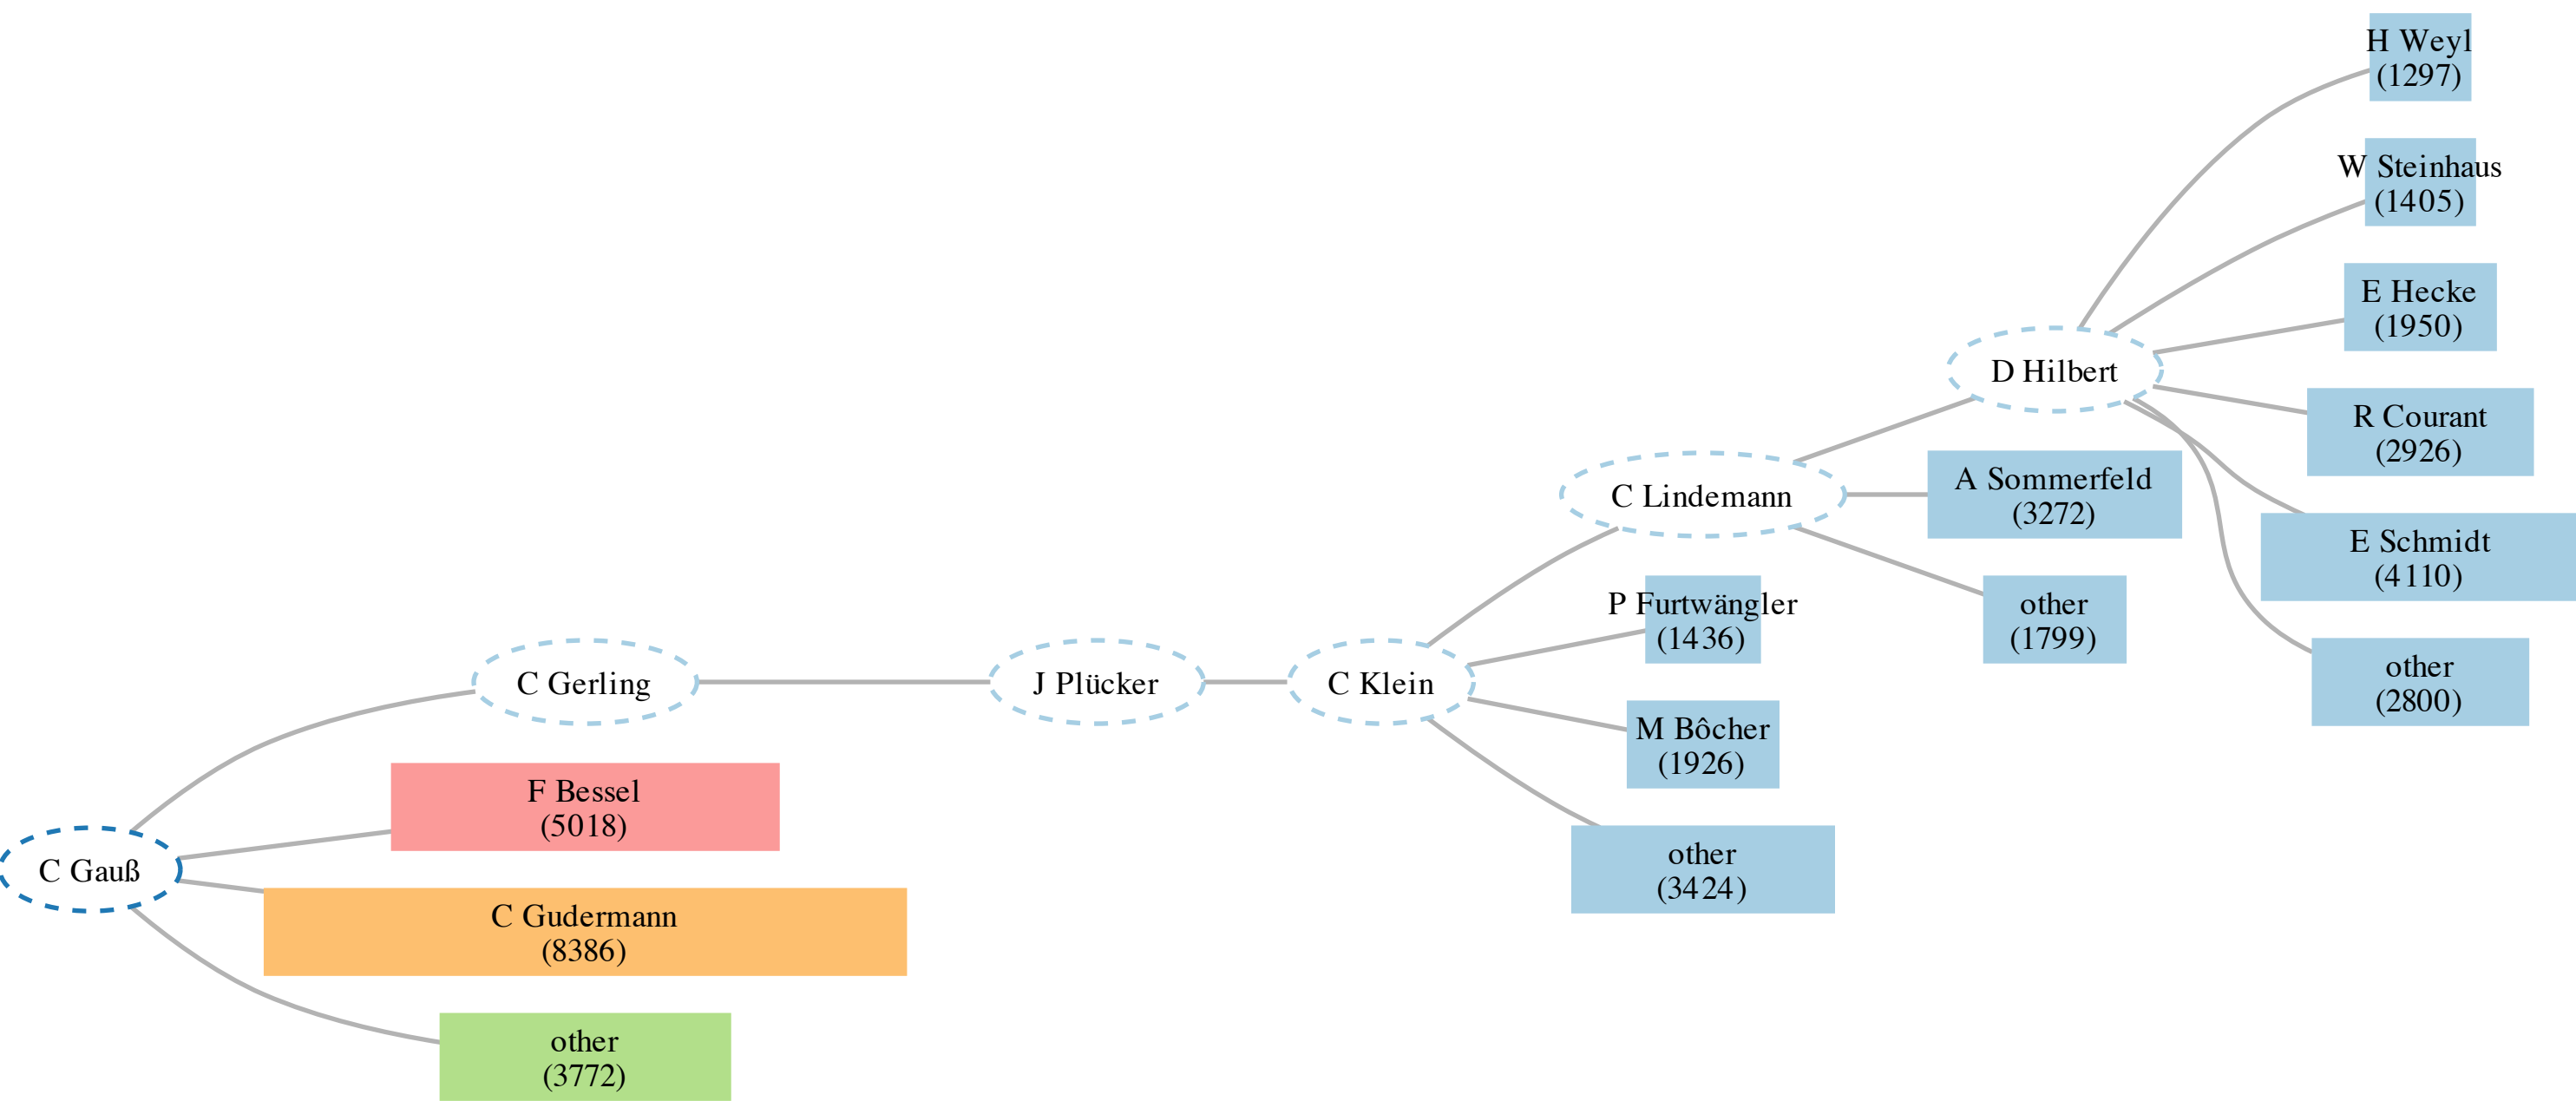 H Weyl
(1297)
W Steinhaus
(1405)
E Hecke
(1950)
D Hilbert
R Courant
(2926)
A Sommerfeld
(3272)
C Lindemann
E Schmidt
(4110)
other
(1799)
P Furtwängler
(1436)
other
(2800)
C Gerling
J Plücker
C Klein
M Bôcher
(1926)
F Bessel
(5018)
other
(3424)
C Gauß
C Gudermann
(8386)
other
(3772)